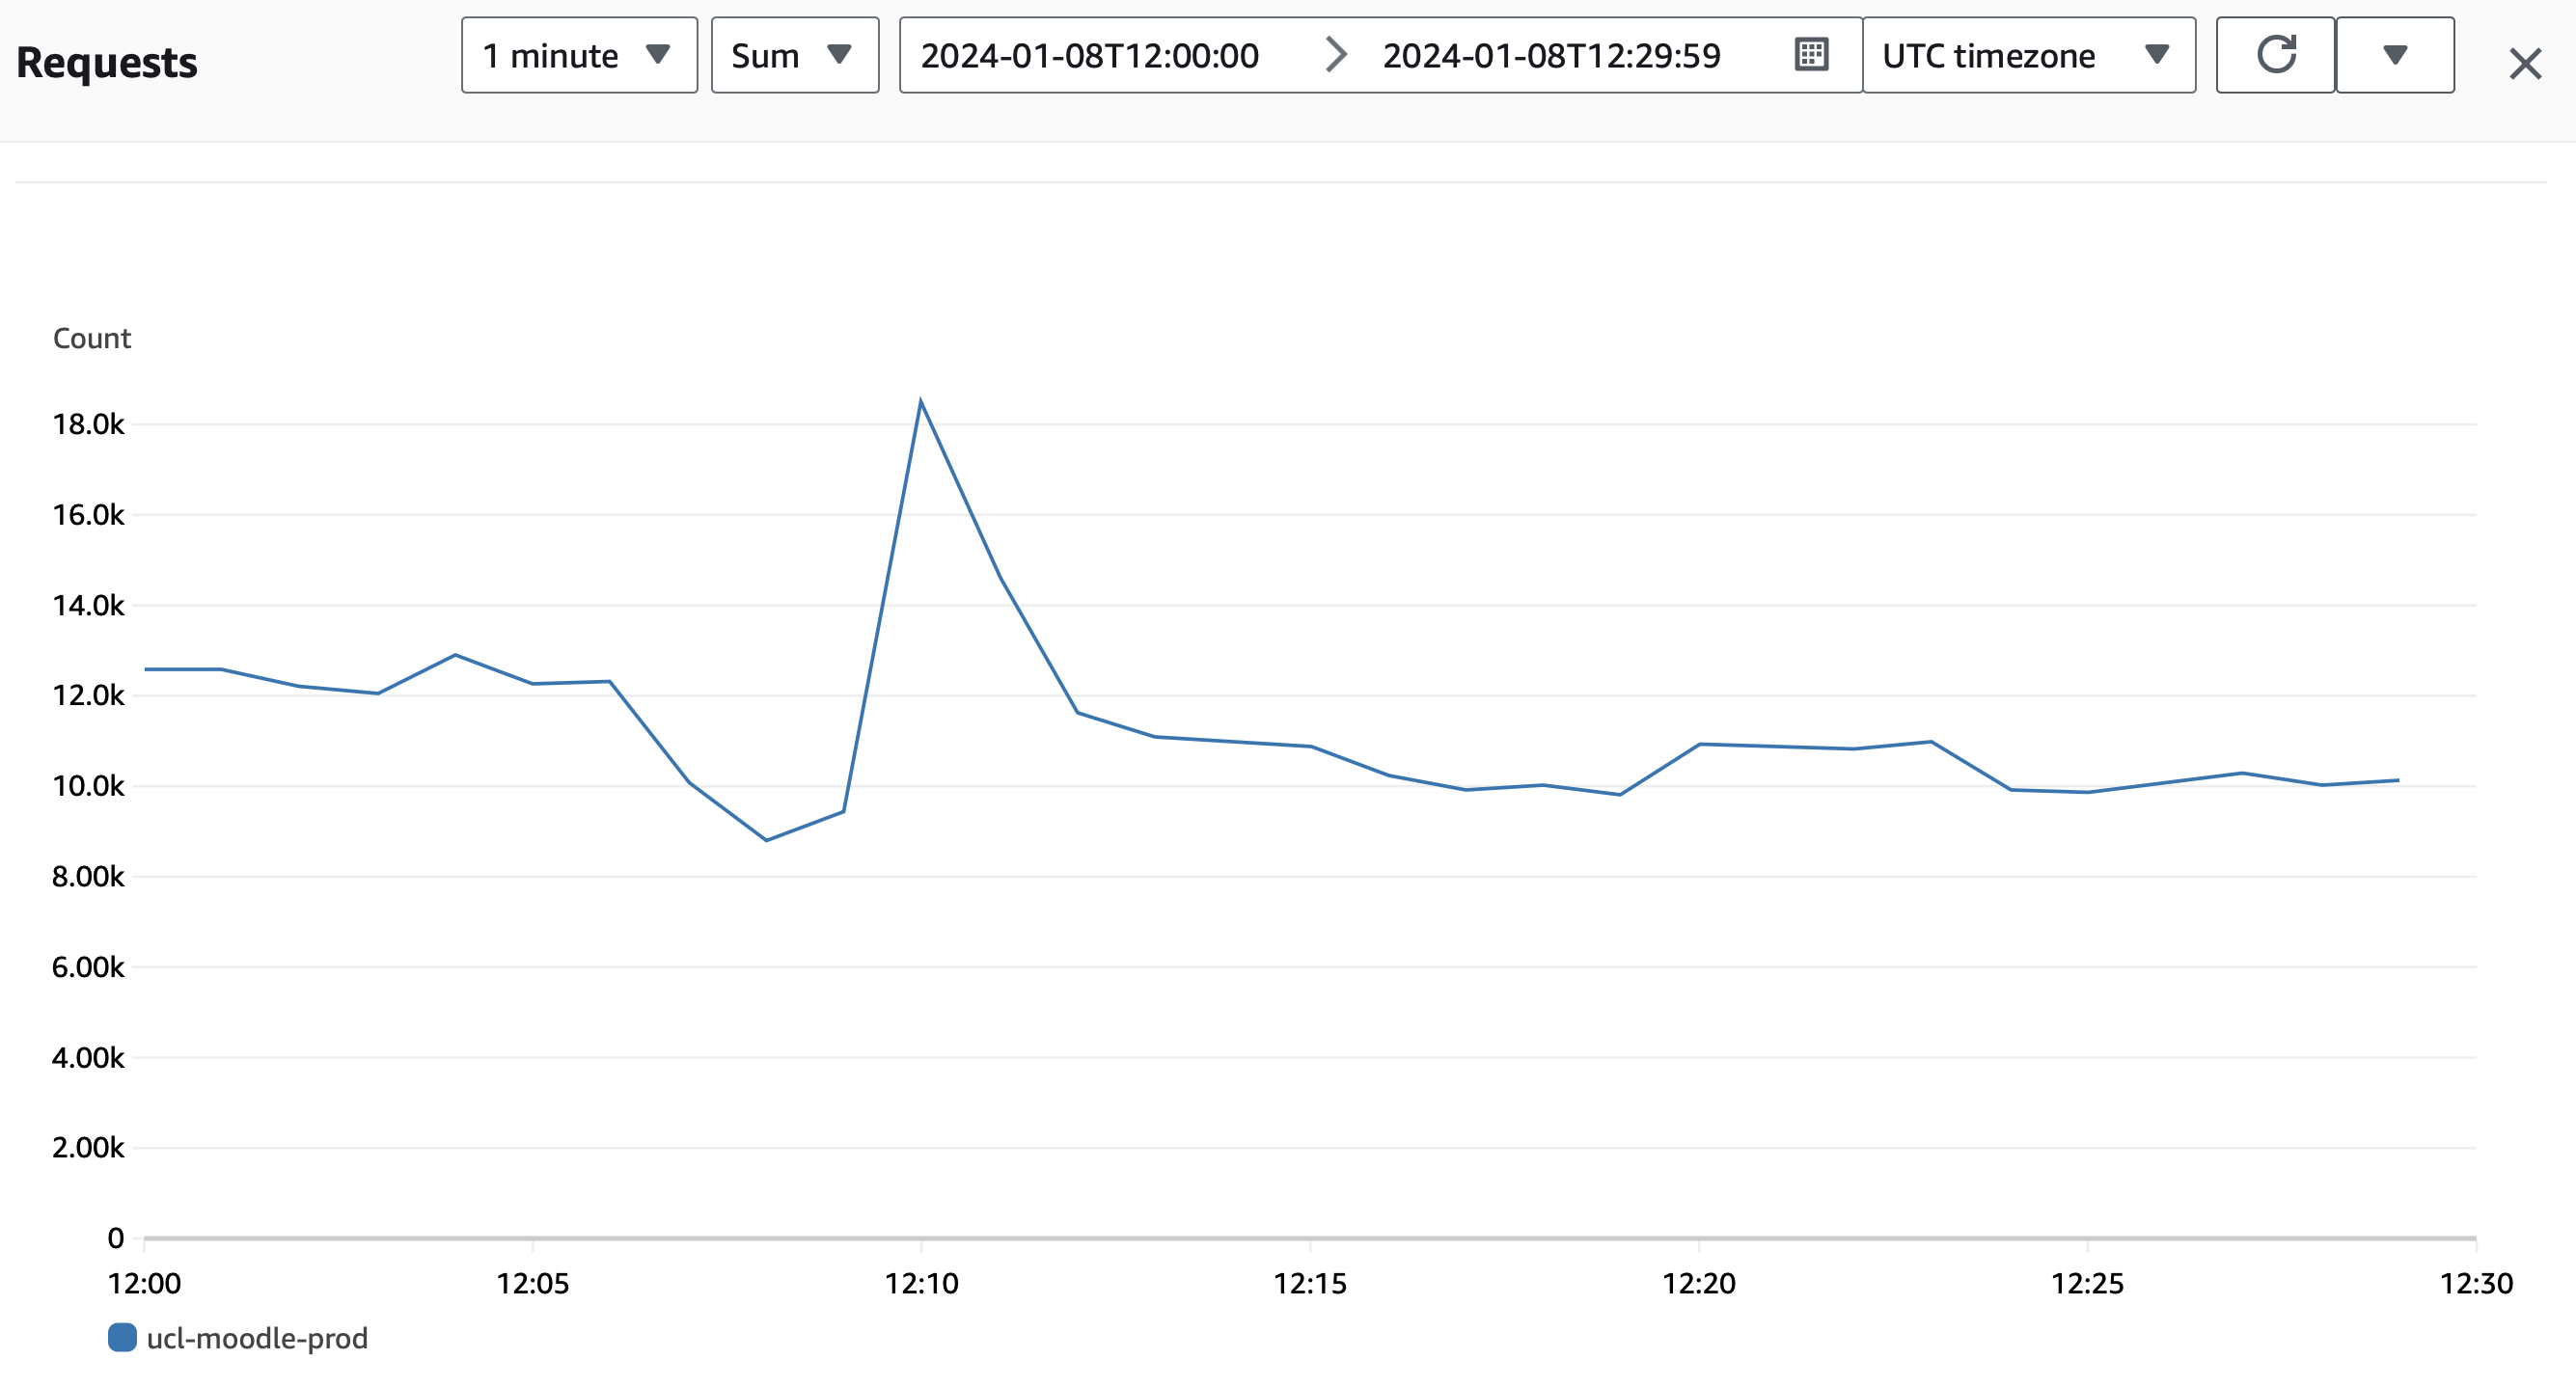 Requests
1 minute
Sum
2024-01-08T12:00:00
2024-01-08T12:29:59
UTC timezone
Count
18.0k
16.0k
14.0k
12.0k
10.0k
8.00k
6.00k
4.00k
2.00k
0
12:00 12:05 12:10 12:15 12:20 12:25 12:30
ucl-moodle-prod